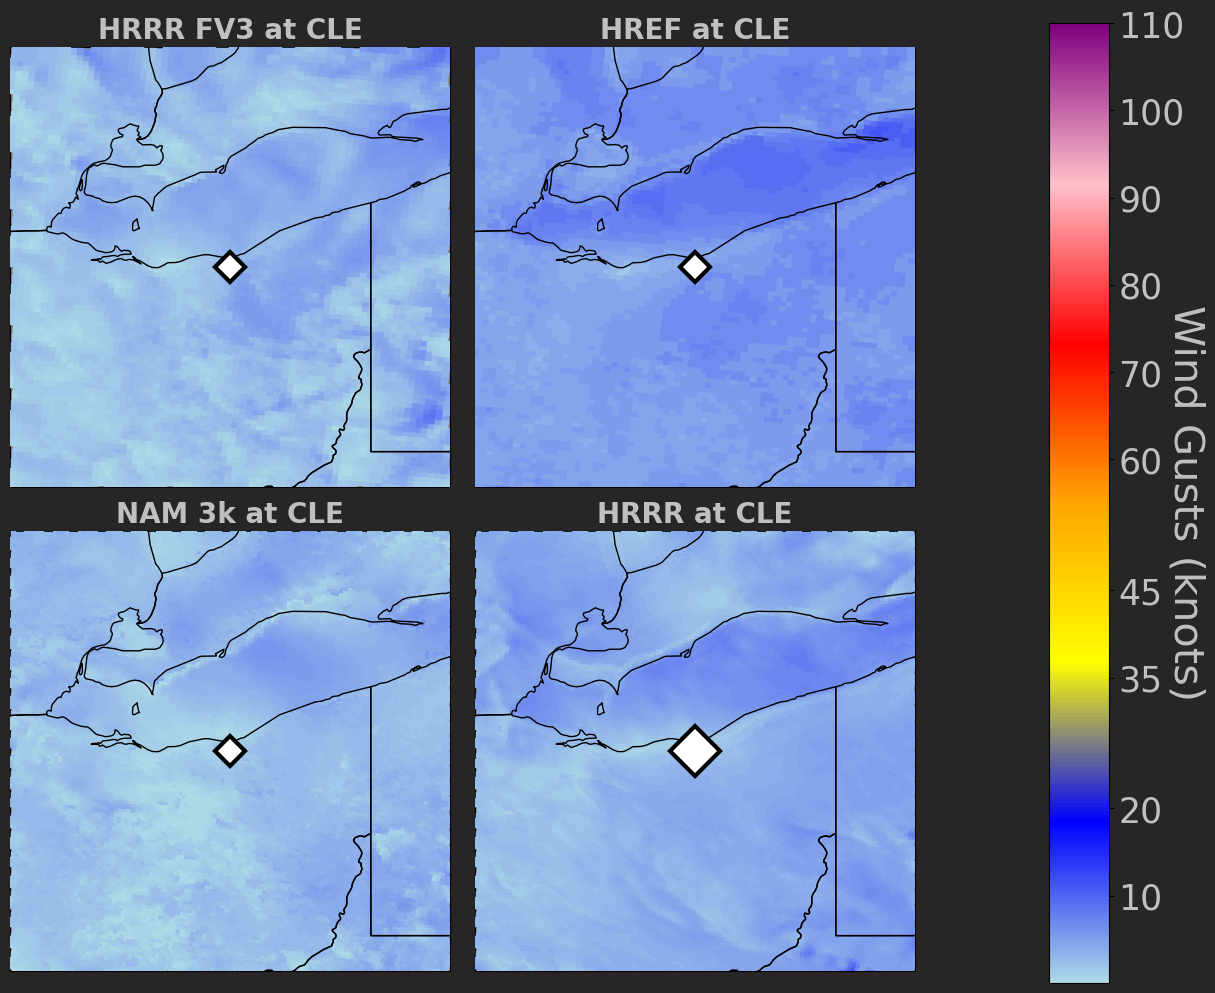 HRRR FV3 at CLE
HREF at CLE
NAM 3k at CLE
HRRR at CLE
110
100
90
80
70
60
45
35
20
10
Wind Gusts (knots)